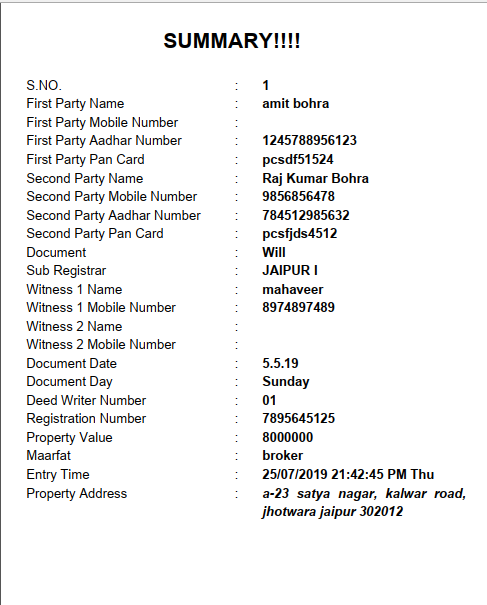 SUMMARY!!!!
S.NO. : 1
First Party Name : amit bohra
First Party Mobile Number :
First Party Aadhar Number : 1245788956123
First Party Pan Card : pcsdf51524
Second Party Name : Raj Kumar Bohra
Second Party Mobile Number : 9856856478
Second Party Aadhar Number : 784512985632
Second Party Pan Card : pcsfjds4512
Document : Will
Sub Registrar : JAIPUR I
Witness 1 Name : mahaveer
Witness 1 Mobile Number : 8974897489
Witness 2 Name :
Witness 2 Mobile Number :
Document Date : 5.5.19
Document Day : Sunday
Deed Writer Number : 01
Registration Number : 7895645125
Property Value : 8000000
Maarfat : broker
Entry Time : 25/07/2019 21:42:45 PM Thu
Property Address : a-23 satya nagar, kalwar road,
jhotwara jaipur 302012